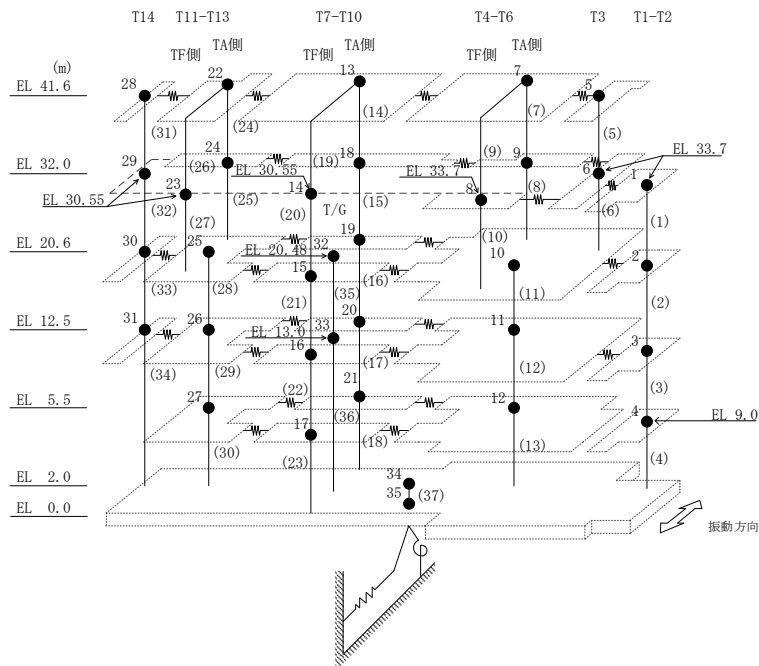 T14 T11-T13 T7-T10 T4-T6 T3 T1-T2
TF側 TA側 TF側 TA側 TF側 TA側
(m)
EL 41.6 28 22 13 7 5
(31) (24) (14) (7) (5)
EL 32.0 29 24 (26) (19) 18 (9) 9 6 EL 33.7
EL 30.55 EL 33.7
EL 30.55 23 14 8 (8) 1
(32) (25) (15) (6)
(27) (20) T/G (1)
EL 20.6 30 25 32 19 (10) 10 2
EL 20.48
15 (16)
(33) (28) (35) (11) (2)
(21)
EL 12.5 31 26 33 20 11
EL 13.0
16 (17) 3
(34) (29) (12) (3)
EL 5.5 27 (22) 21 12 4
(36) EL 9.0
17 (18)
(30) (23) (13) (4)
EL 2.0 34
EL 0.0 35 (37)
振動方向